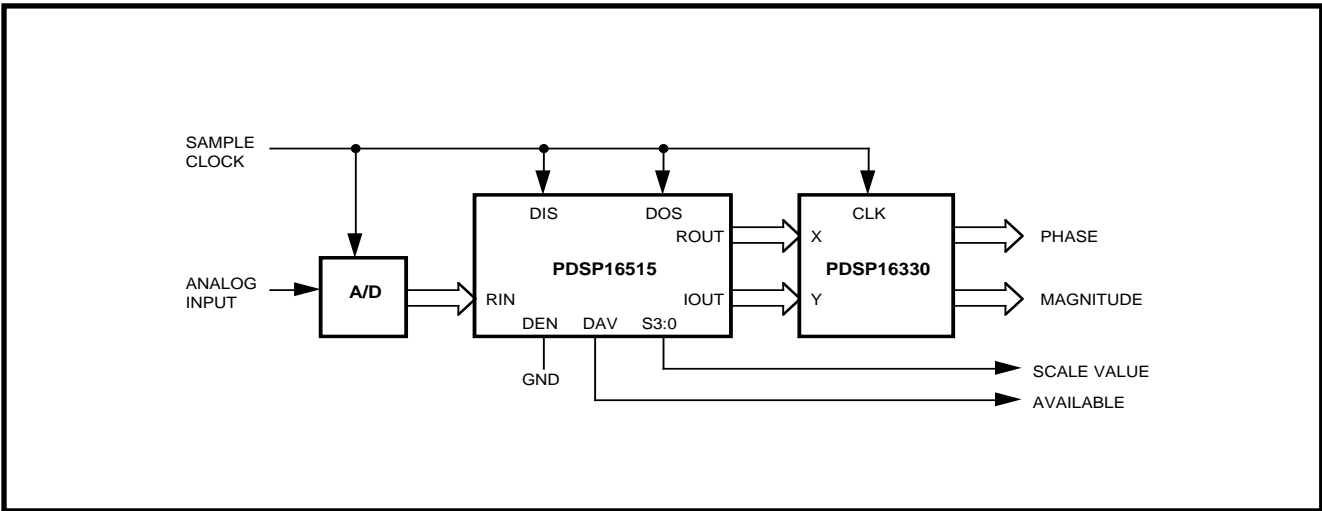 SAMPLE
CLOCK
DIS
DOS
CLK
ROUT
X
PHASE
PDSP16515
PDSP16330
ANALOG
INPUT
A/D
RIN
IOUT
Y
MAGNITUDE
DEN
DAV
S3:0
GND
SCALE VALUE
AVAILABLE